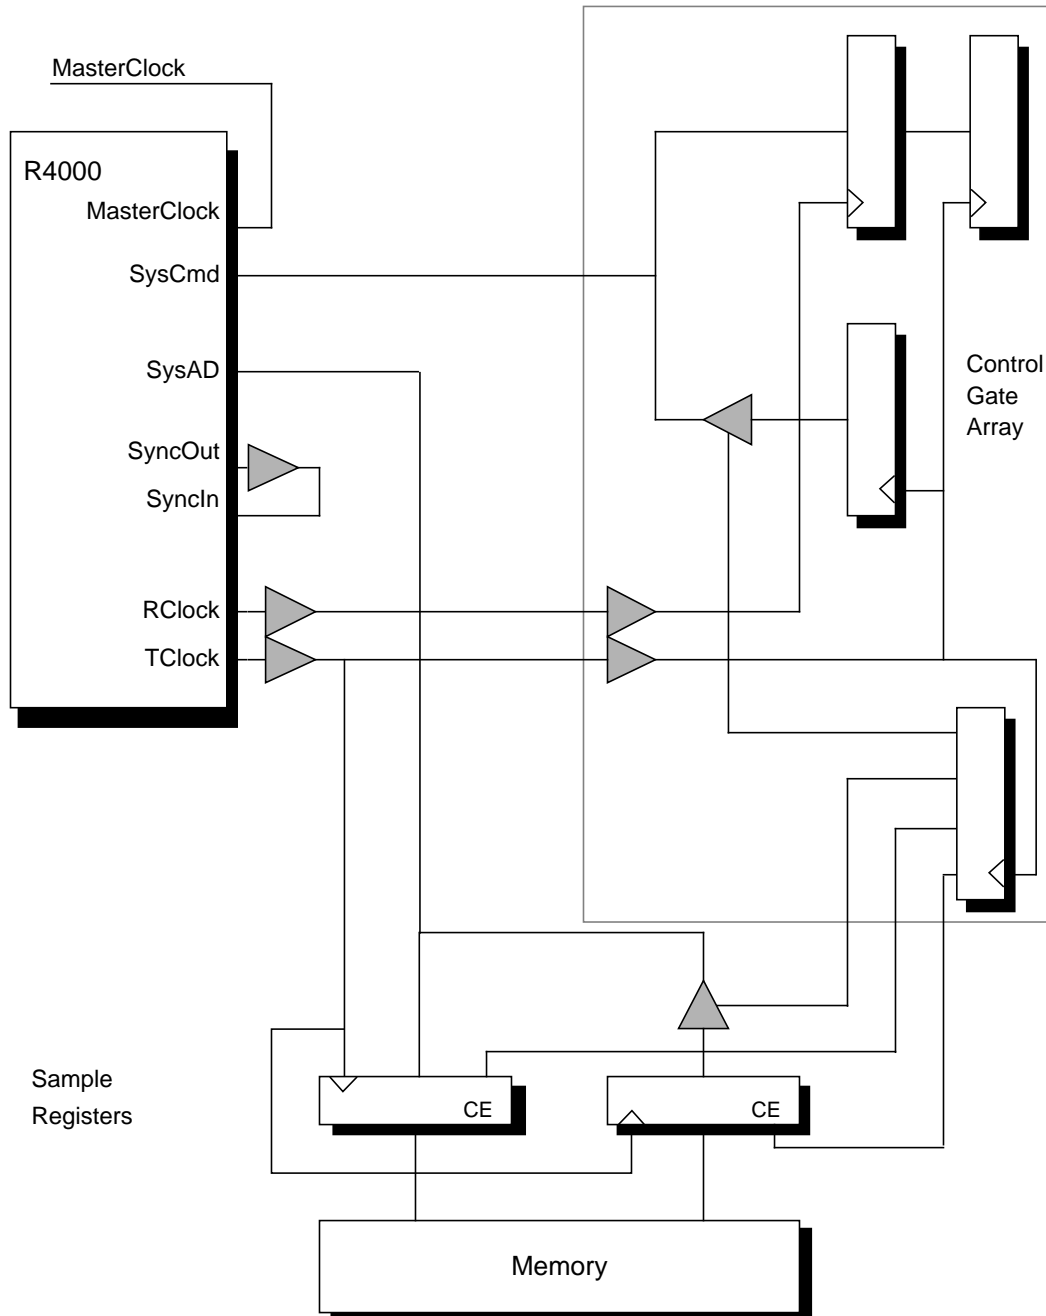 MasterClock
R4000
MasterClock
SysCmd
SysAD
SyncOut
SyncIn
RClock
TClock
Control
Gate
Array
Sample
Registers
CE
CE
Memory